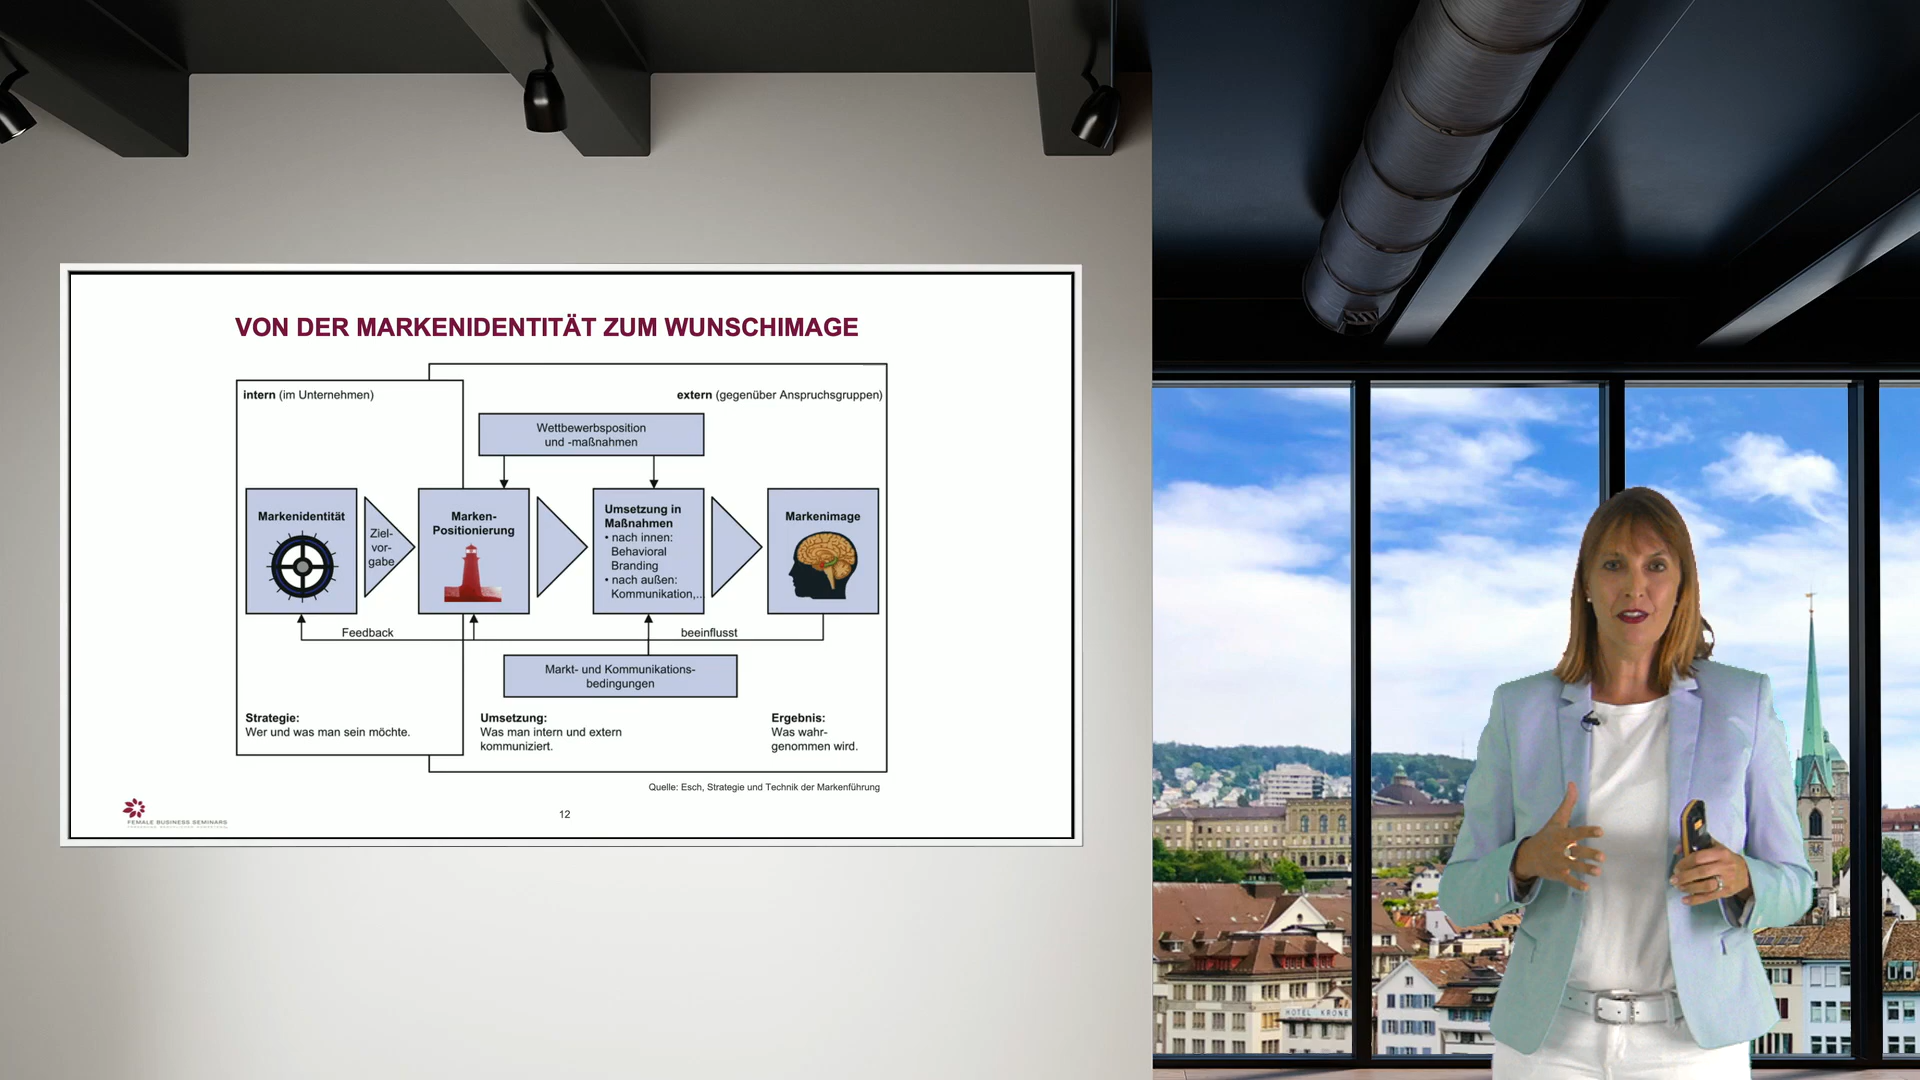 VON DER MARKENIDENTITÄT ZUM WUNSCHIMAGE
intern (im Unternehmen)
extern (gegenüber Anspruchsgruppen)
Wettbewerbsposition
und -maßnahmen
Markenidentität
Ziel-
vor-
gabe
Marken-
Positionierung
Umsetzung in
Maßnahmen
• nach innen:
Behavioral
Branding
• nach außen:
Kommunikation,..
Markenimage
Feedback
beeinflusst
Markt- und Kommunikations-
bedingungen
Strategie:
Wer und was man sein möchte.
Umsetzung:
Was man intern und extern
kommuniziert.
Ergebnis:
Was wahr-
genommen wird.
Quelle: Esch, Strategie und Technik der Markenführung
FEMALE BUSINESS SEMINARS
12
HOTEL KRONE